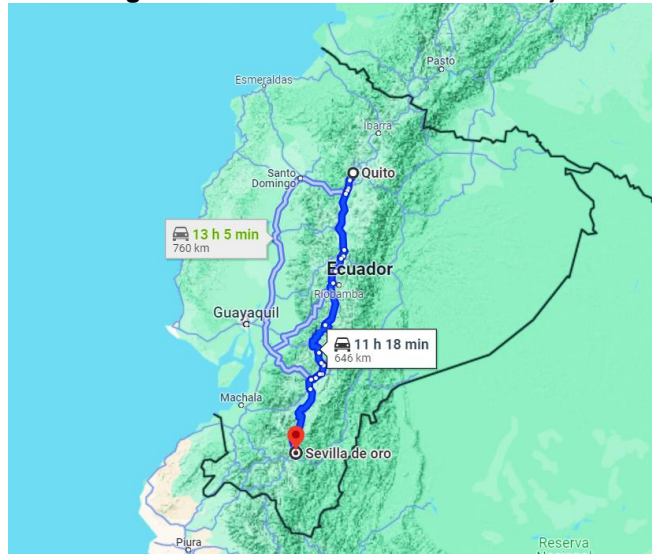 Esmeraldas
Pasto
Ibarra
Santo
Domingo
Quito
13 h 5 min
760 km
Ecuador
Riobamba
Guayaquil
11 h 18 min
646 km
Machala
Sevilla de oro
Piura
Reserva